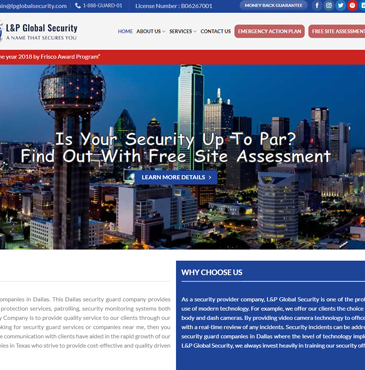 in@lpglobalsecurity.com 1-888-GUARD-01 License Number : B06267001 MONEY BACK GUARANTEE
L&P Global Security
A NAME THAT SECURES YOU
HOME ABOUT US SERVICES CONTACT US EMERGENCY ACTION PLAN FREE SITE ASSESSMENT
he year 2018 by Frisco Award Program"
Is Your Security Up To Par?
Find Out With Free Site Assessment
LEARN MORE DETAILS
WHY CHOOSE US
ompanies in Dallas. This Dallas security guard company provides
protection services, patrolling, security monitoring systems both
y Company is to provide quality service to our clients through our
oking for security guard services or companies near me, then you
e communication with clients have aided in the rapid growth of our
ies in Texas who strive to provide cost-effective and quality driven
As a security provider company, L&P Global Security is one of the prot
use of modern technology. For example, we offer our clients the choice
body and dash cameras. By providing video camera technology to office
with a real-time review of any incidents. Security incidents can be addre
security guard companies in Dallas where the level of technology impl
L&P Global Security, we always invest heavily in training our security off